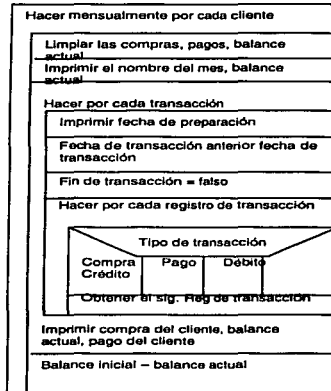 Hacer mensualmente por cada cliente
Limpiar las compras, pagos, balance
actual
Imprimir el nombre del mes, balance
actual
Hacer por cada transacción
Imprimir fecha de preparación
Fecha de transacción anterior fecha de
transacción
Fin de transacción = falso
Hacer por cada registro de transacción
Tipo de transacción
Compra Pago Débito
Crédito
Obtener el sig. Reg de transacción
Imprimir compra del cliente, balance
actual, pago del cliente
Balance inicial – balance actual